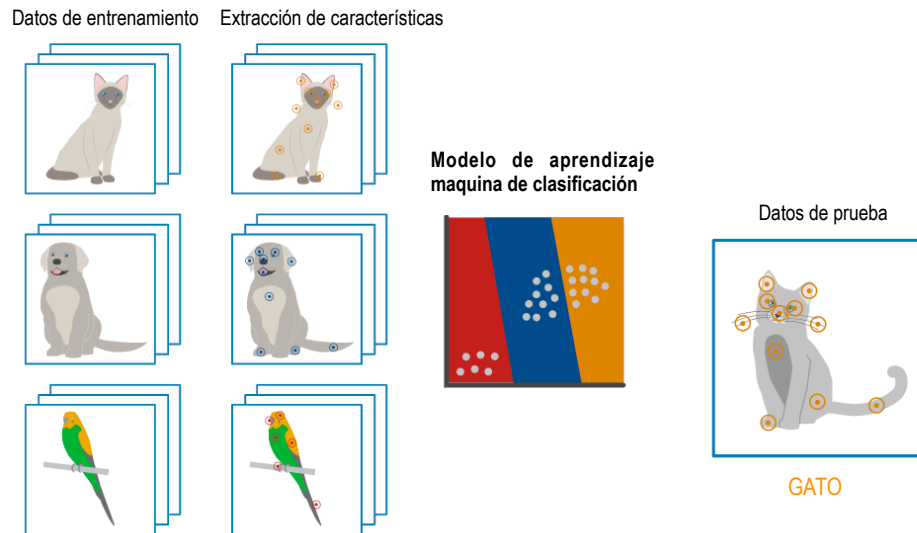 Datos de entrenamiento
Extracción de características
Modelo de aprendizaje
maquina de clasificación
Datos de prueba
GATO